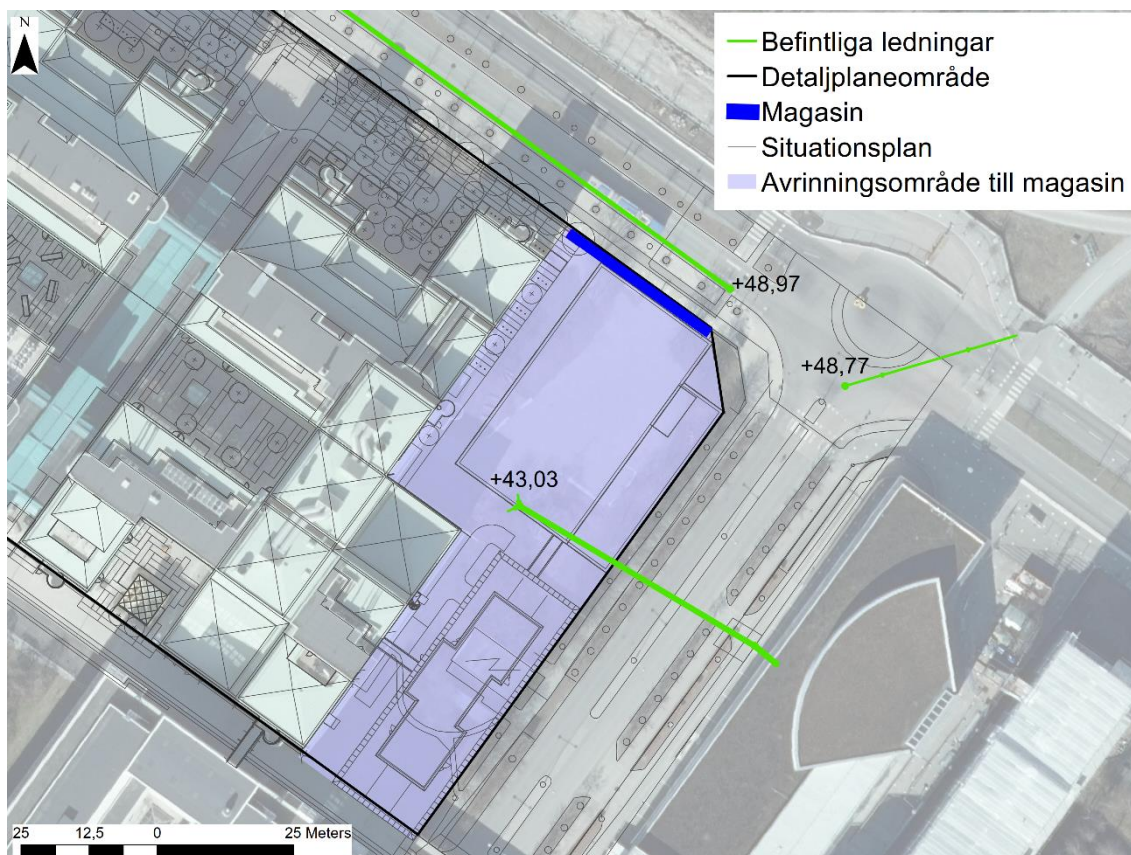 N
Befintliga ledningar
Detaljplaneområde
Magasin
Situationsplan
Avrinningsområde till magasin
+48,97
+48,77
+43,03
25 12,5 0 25 Meters